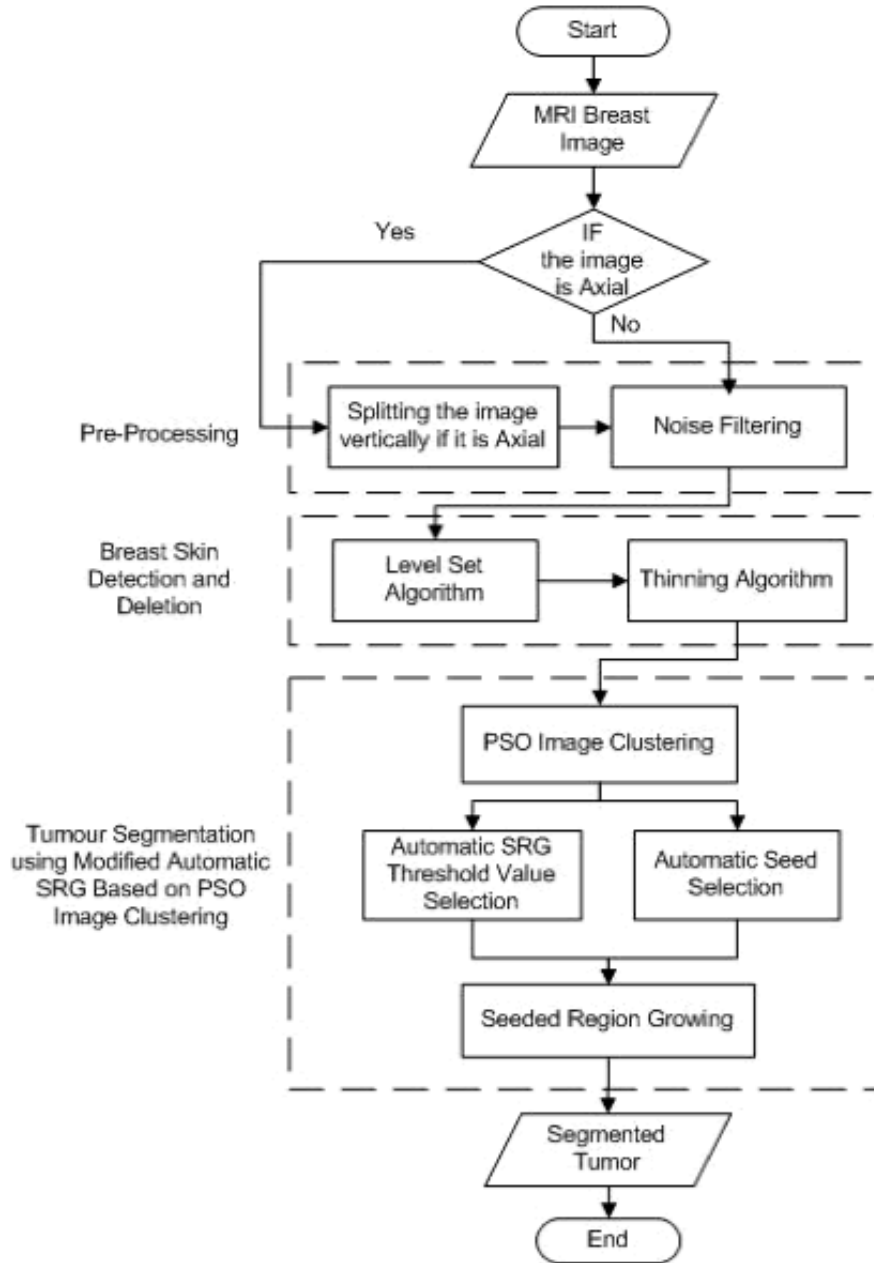 Start
MRI Breast
Image
Yes
IF
the image
is Axial
No
Pre-Processing
Splitting the image
vertically if it is Axial
Noise Filtering
Breast Skin
Detection and
Deletion
Level Set
Algorithm
Thinning Algorithm
PSO Image Clustering
Tumour Segmentation
using Modified Automatic
SRG Based on PSO
Image Clustering
Automatic SRG
Threshold Value
Selection
Automatic Seed
Selection
Seeded Region Growing
Segmented
Tumor
End